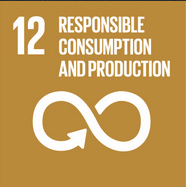 12 RESPONSIBLE
CONSUMPTION
AND PRODUCTION